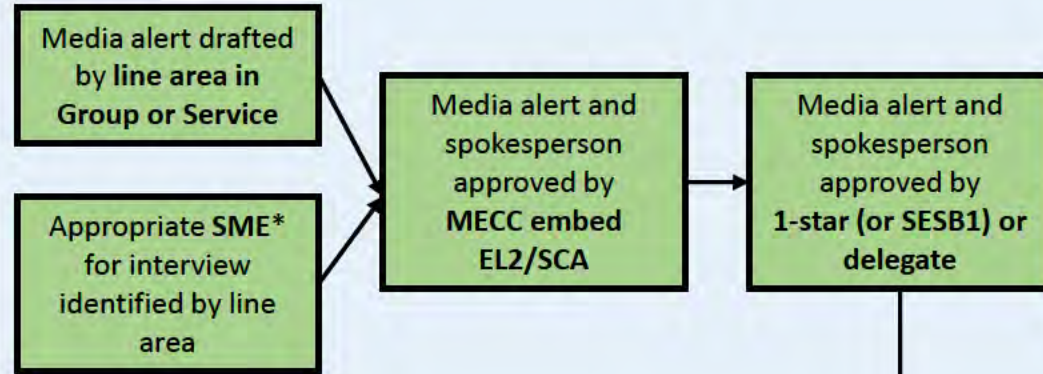 Media alert drafted
by line area in
Group or Service
Appropriate SME*
for interview
identified by line
area
Media alert and
spokesperson
approved by
MECC embed
EL2/SCA
Media alert and
spokesperson
approved by
1-star (or SESB1) or
delegate